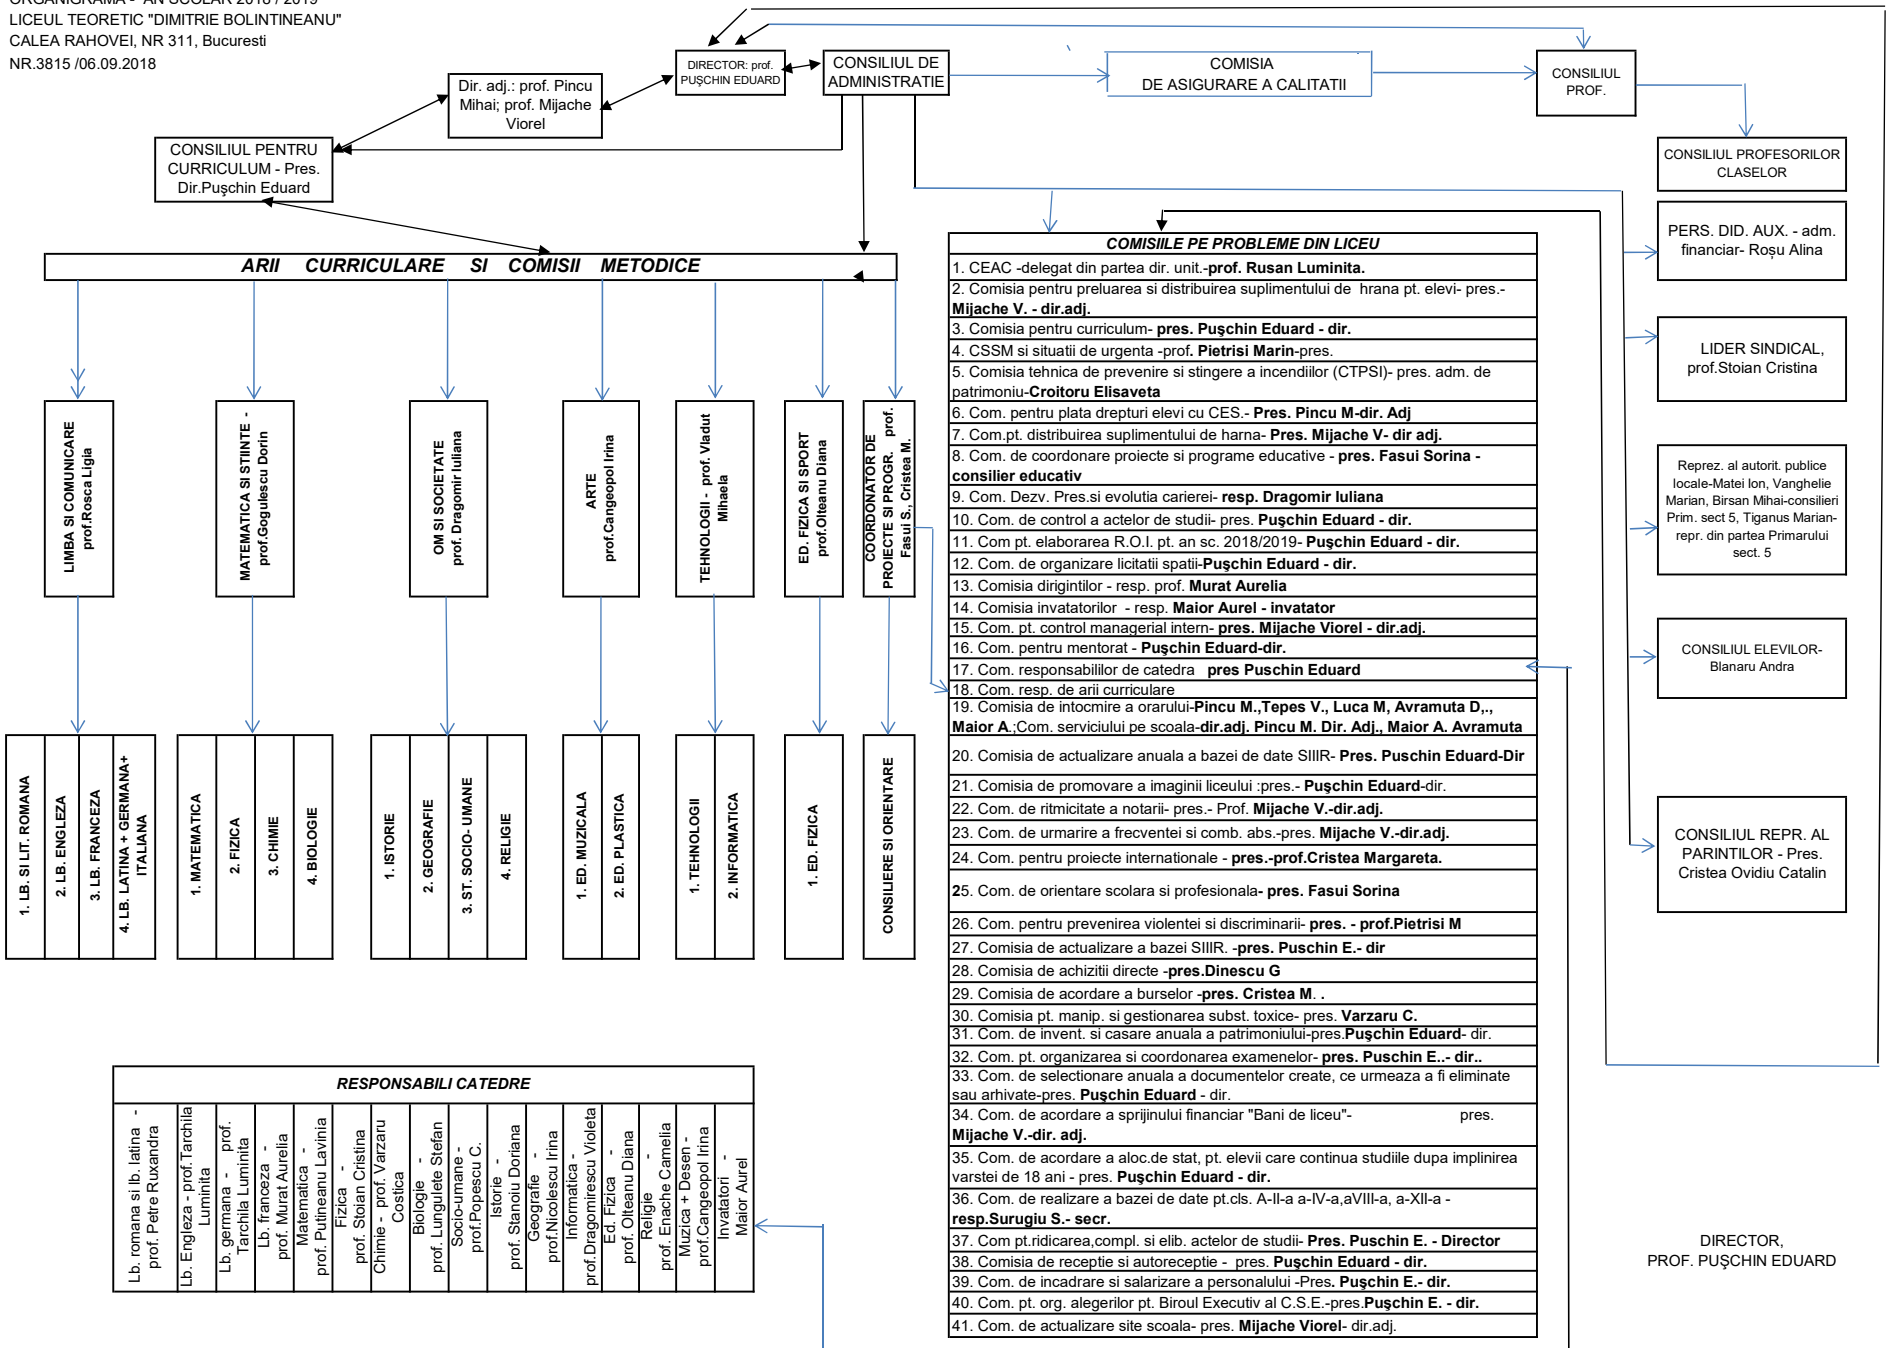 ORGANIGRAMA - AN SCOLAR 2018 / 2019
LICEUL TEORETIC "DIMITRIE BOLINTINEANU"
CALEA RAHOVEI, NR 311, Bucuresti
NR.3815 /06.09.2018
DIRECTOR: prof.
PUŞCHIN EDUARD
CONSILIUL DE
ADMINISTRATIE
COMISIA
DE ASIGURARE A CALITATII
CONSILIUL
PROF.
Dir. adj.: prof. Pincu
Mihai; prof. Mijache
Viorel
CONSILIUL PENTRU
CURRICULUM - Pres.
Dir.Puşchin Eduard
CONSILIUL PROFESORILOR
CLASELOR
PERS. DID. AUX. - adm.
financiar- Roșu Alina
LIDER SINDICAL,
prof.Stoian Cristina
Reprez. al autorit. publice
locale-Matei Ion, Vanghelie
Marian, Birsan Mihai-consilieri
Prim. sect 5, Tiganus Marian-
repr. din partea Primarului
sect. 5
CONSILIUL ELEVILOR-
Blanaru Andra
CONSILIUL REPR. AL
PARINTILOR - Pres.
Cristea Ovidiu Catalin
ARII CURRICULARE SI COMISII METODICE
LIMBA SI COMUNICARE
prof.Rosca Ligia
MATEMATICA SI STIINTE -
prof.Gogulescu Dorin
OM SI SOCIETATE
prof. Dragomir Iuliana
ARTE
prof.Cangeopol Irina
TEHNOLOGII - prof. Vladut
Mihaela
ED. FIZICA SI SPORT
prof.Olteanu Diana
COORDONATOR DE
PROIECTE SI PROGR. prof.
Fasui S., Cristea M.
1. LB. SI LIT. ROMANA
2. LB. ENGLEZA
3. LB. FRANCEZA
4. LB. LATINA + GERMANA+
ITALIANA
1. MATEMATICA
2. FIZICA
3. CHIMIE
4. BIOLOGIE
1. ISTORIE
2. GEOGRAFIE
3. ST. SOCIO- UMANE
4. RELIGIE
1. ED. MUZICALA
2. ED. PLASTICA
1. TEHNOLOGII
2. INFORMATICA
1. ED. FIZICA
CONSILIERE SI ORIENTARE
COMISIILE PE PROBLEME DIN LICEU
1. CEAC -delegat din partea dir. unit.-prof. Rusan Luminita.
2. Comisia pentru preluarea si distribuirea suplimentului de hrana pt. elevi- pres.-
Mijache V. - dir.adj.
3. Comisia pentru curriculum- pres. Puşchin Eduard - dir.
4. CSSM si situatii de urgenta -prof. Pietrisi Marin-pres.
5. Comisia tehnica de prevenire si stingere a incendiilor (CTPSI)- pres. adm. de
patrimoniu-Croitoru Elisaveta
6. Com. pentru plata drepturi elevi cu CES.- Pres. Pincu M-dir. Adj
7. Com.pt. distribuirea suplimentului de harna- Pres. Mijache V- dir adj.
8. Com. de coordonare proiecte si programe educative - pres. Fasui Sorina -
consilier educativ
9. Com. Dezv. Pres.si evolutia carierei- resp. Dragomir Iuliana
10. Com. de control a actelor de studii- pres. Puşchin Eduard - dir.
11. Com pt. elaborarea R.O.I. pt. an sc. 2018/2019- Puşchin Eduard - dir.
12. Com. de organizare licitatii spatii-Puşchin Eduard - dir.
13. Comisia dirigintilor - resp. prof. Murat Aurelia
14. Comisia invatatorilor - resp. Maior Aurel - invatator
15. Com. pt. control managerial intern- pres. Mijache Viorel - dir.adj.
16. Com. pentru mentorat - Puşchin Eduard-dir.
17. Com. responsabililor de catedra pres Puschin Eduard
18. Com. resp. de arii curriculare
19. Comisia de intocmire a orarului-Pincu M.,Tepes V., Luca M, Avramuta D,.,
Maior A.;Com. serviciului pe scoala-dir.adj. Pincu M. Dir. Adj., Maior A. Avramuta
20. Comisia de actualizare anuala a bazei de date SIIIR- Pres. Puschin Eduard-Dir
21. Comisia de promovare a imaginii liceului :pres.- Puşchin Eduard-dir.
22. Com. de ritmicitate a notarii- pres.- Prof. Mijache V.-dir.adj.
23. Com. de urmarire a frecventei si comb. abs.-pres. Mijache V.-dir.adj.
24. Com. pentru proiecte internationale - pres.-prof.Cristea Margareta.
25. Com. de orientare scolara si profesionala- pres. Fasui Sorina
26. Com. pentru prevenirea violentei si discriminarii- pres. - prof.Pietrisi M
27. Comisia de actualizare a bazei SIIIR. -pres. Puschin E.- dir
28. Comisia de achizitii directe -pres.Dinescu G
29. Comisia de acordare a burselor -pres. Cristea M. .
30. Comisia pt. manip. si gestionarea subst. toxice- pres. Varzaru C.
31. Com. de invent. si casare anuala a patrimoniului-pres.Puşchin Eduard- dir.
32. Com. pt. organizarea si coordonarea examenelor- pres. Puschin E..- dir..
33. Com. de selectionare anuala a documentelor create, ce urmeaza a fi eliminate
sau arhivate-pres. Puşchin Eduard - dir.
34. Com. de acordare a sprijinului financiar "Bani de liceu"- pres.
Mijache V.-dir. adj.
35. Com. de acordare a aloc.de stat, pt. elevii care continua studiile dupa implinirea
varstei de 18 ani - pres. Puşchin Eduard - dir.
36. Com. de realizare a bazei de date pt.cls. A-II-a a-IV-a,aVIII-a, a-XII-a -
resp.Surugiu S.- secr.
37. Com pt.ridicarea,compl. si elib. actelor de studii- Pres. Puschin E. - Director
38. Comisia de receptie si autoreceptie - pres. Puşchin Eduard - dir.
39. Com. de incadrare si salarizare a personalului -Pres. Puşchin E.- dir.
40. Com. pt. org. alegerilor pt. Biroul Executiv al C.S.E.-pres.Puşchin E. - dir.
41. Com. de actualizare site scoala- pres. Mijache Viorel- dir.adj.
RESPONSABILI CATEDRE
Lb. romana si lb. latina -
prof. Petre Ruxandra
Lb. Engleza - prof.Tarchila
Luminita
Lb. germana - prof.
Tarchila Luminita
Lb. franceza -
prof. Murat Aurelia
Matematica -
prof. Putineanu Lavinia
Fizica -
prof. Stoian Cristina
Chimie - prof. Varzaru
Costica
Biologie -
prof. Lungulete Stefan
Socio-umane -
prof.Popescu C.
Istorie -
prof. Stanoiu Doriana
Geografie -
prof.Nicolescu Irina
Informatica -
prof.Dragomirescu Violeta
Ed. Fizica -
prof. Olteanu Diana
Religie -
prof. Enache Camelia
Muzica + Desen -
prof.Cangeopol Irina
Invatatori -
Maior Aurel
DIRECTOR,
PROF. PUŞCHIN EDUARD